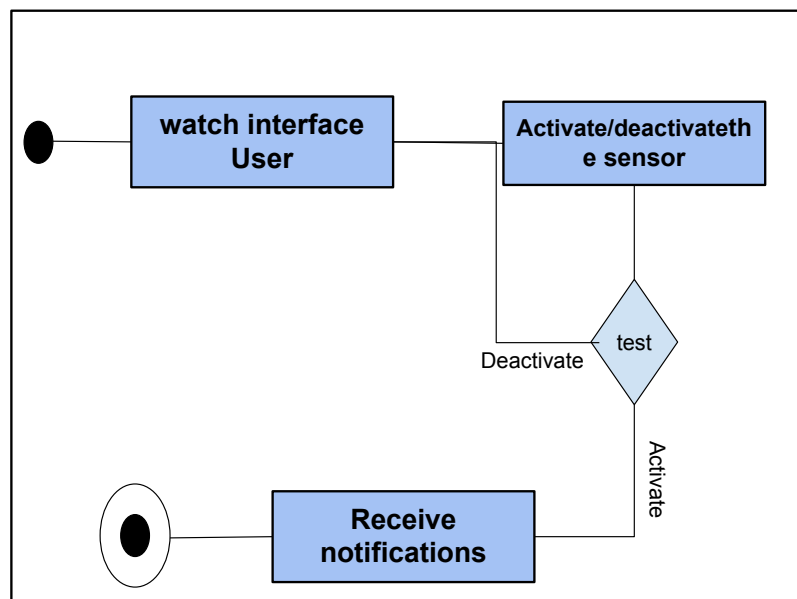 watch interface
User
Activate/deactivateth
e sensor
test
Deactivate
Activate
Receive
notifications